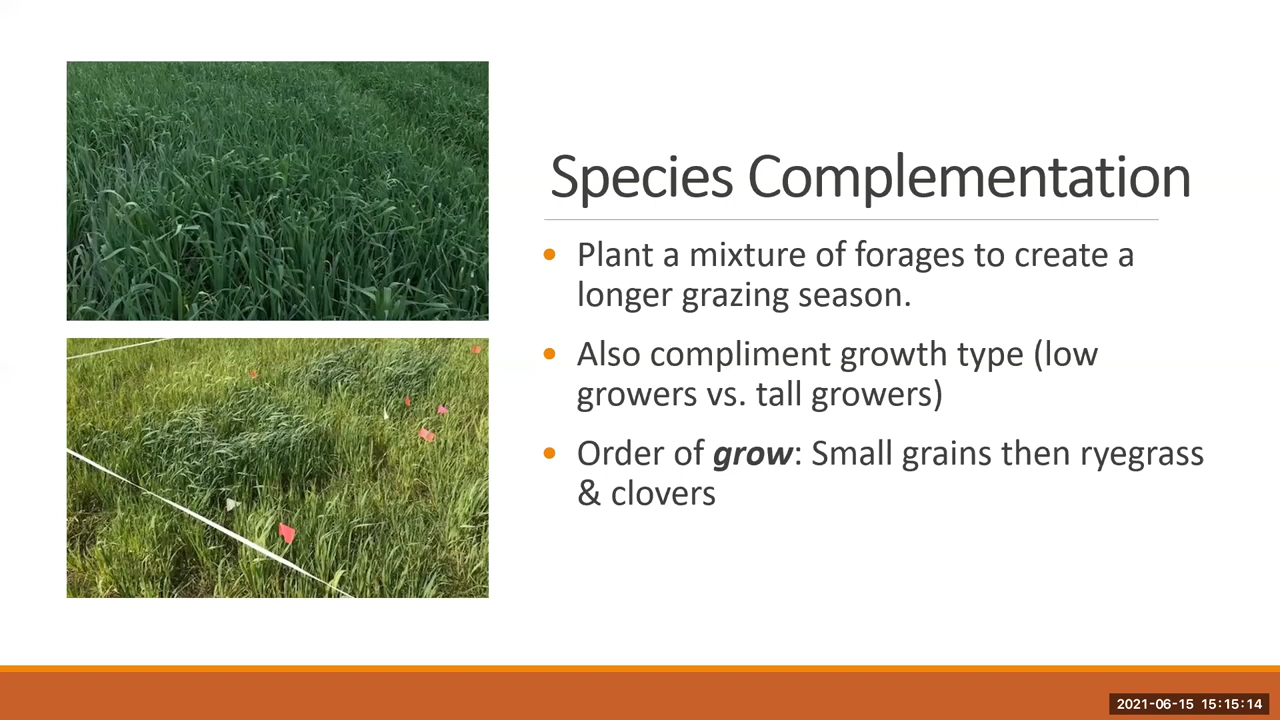 Species Complementation
• Plant a mixture of forages to create a
longer grazing season.
• Also compliment growth type (low
growers vs. tall growers)
• Order of grow: Small grains then ryegrass
& clovers
2021-06-15 15:15:14